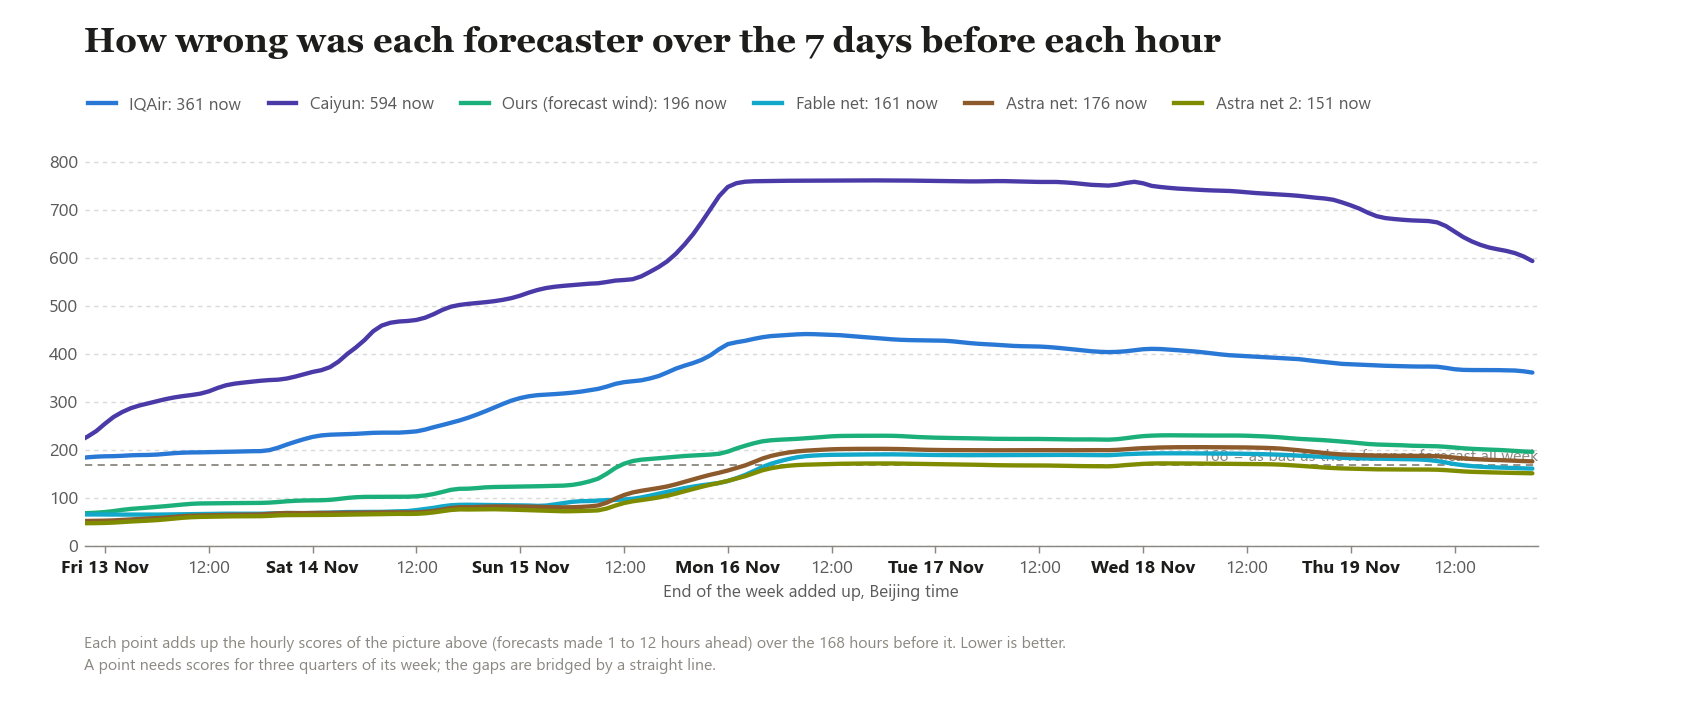 How wrong was each forecaster over the 7 days before each hour
IQAir: 361 now Caiyun: 594 now Ours (forecast wind): 196 now Fable net: 161 now Astra net: 176 now Astra net 2: 151 now
800
700
600
500
400
300
200
168 = as bad as the reference forecast all week
100
0
Fri 13 Nov 12:00 Sat 14 Nov 12:00 Sun 15 Nov 12:00 Mon 16 Nov 12:00 Tue 17 Nov 12:00 Wed 18 Nov 12:00 Thu 19 Nov 12:00
End of the week added up, Beijing time
Each point adds up the hourly scores of the picture above (forecasts made 1 to 12 hours ahead) over the 168 hours before it. Lower is better.
A point needs scores for three quarters of its week; the gaps are bridged by a straight line.